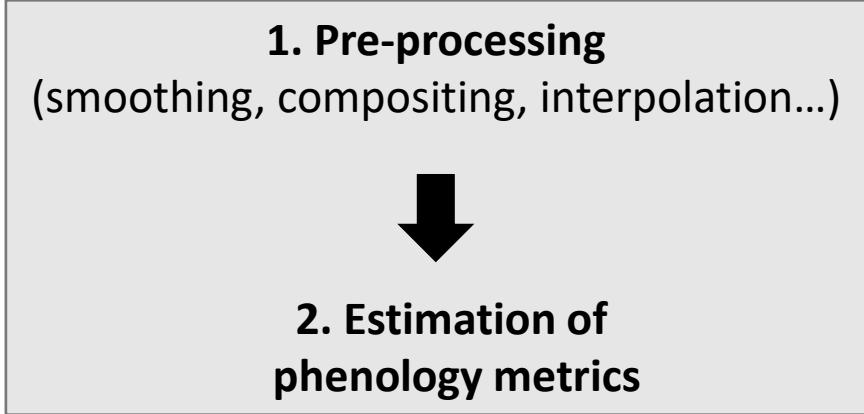 1. Pre-processing
(smoothing, compositing, interpolation…)
2. Estimation of
phenology metrics